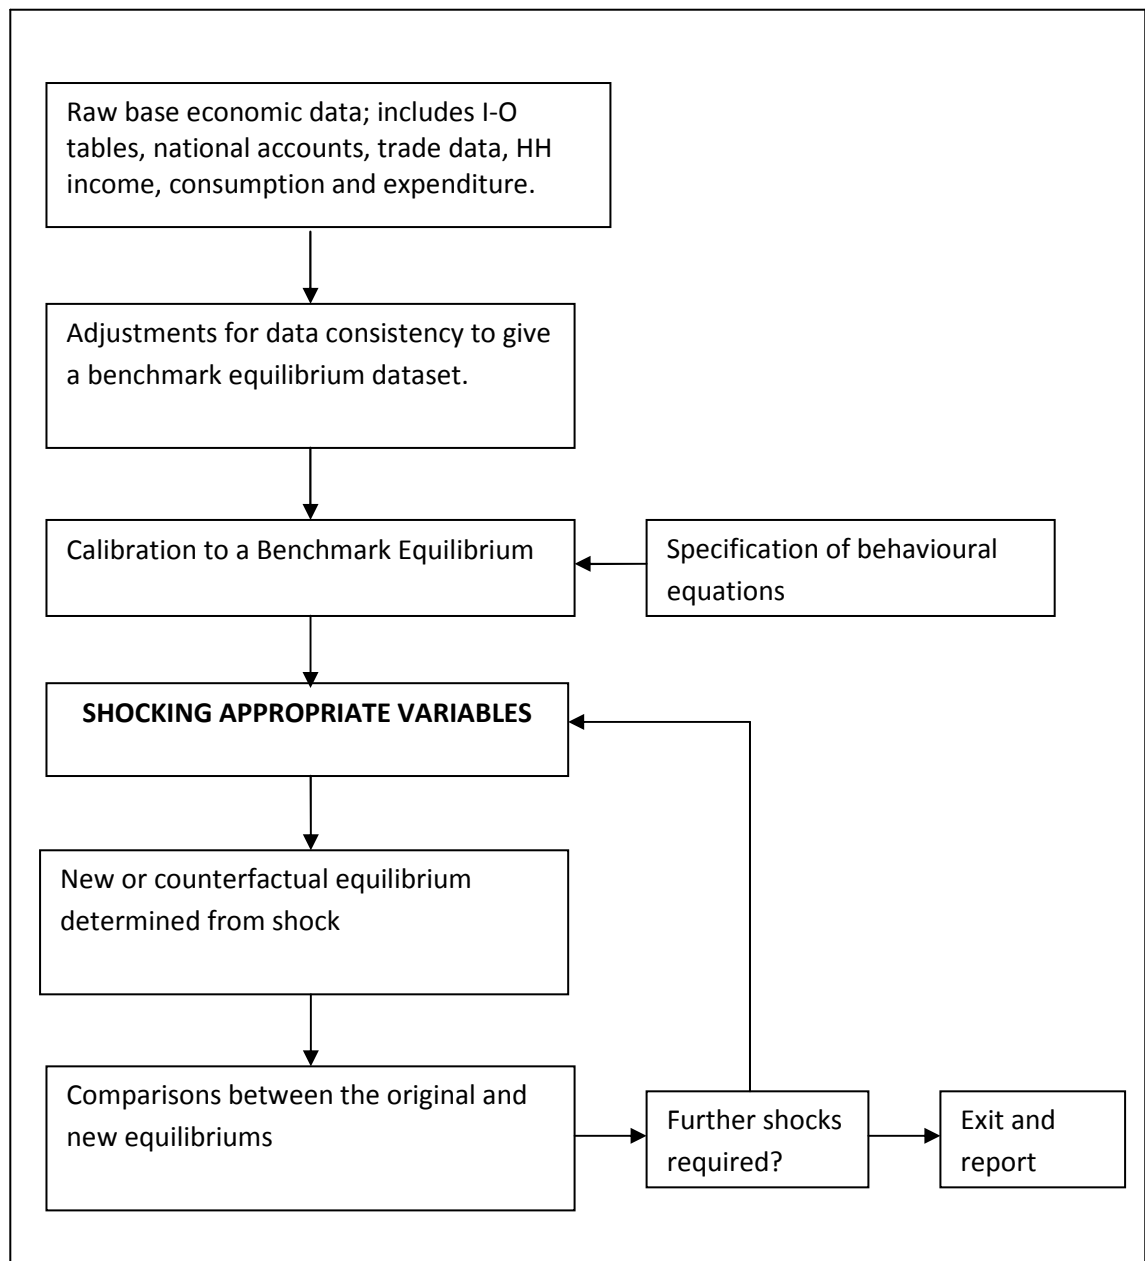 Raw base economic data; includes I-O
tables, national accounts, trade data, HH
income, consumption and expenditure.
Adjustments for data consistency to give
a benchmark equilibrium dataset.
Calibration to a Benchmark Equilibrium
Specification of behavioural
equations
SHOCKING APPROPRIATE VARIABLES
New or counterfactual equilibrium
determined from shock
Comparisons between the original and
new equilibriums
Further shocks
required?
Exit and
report